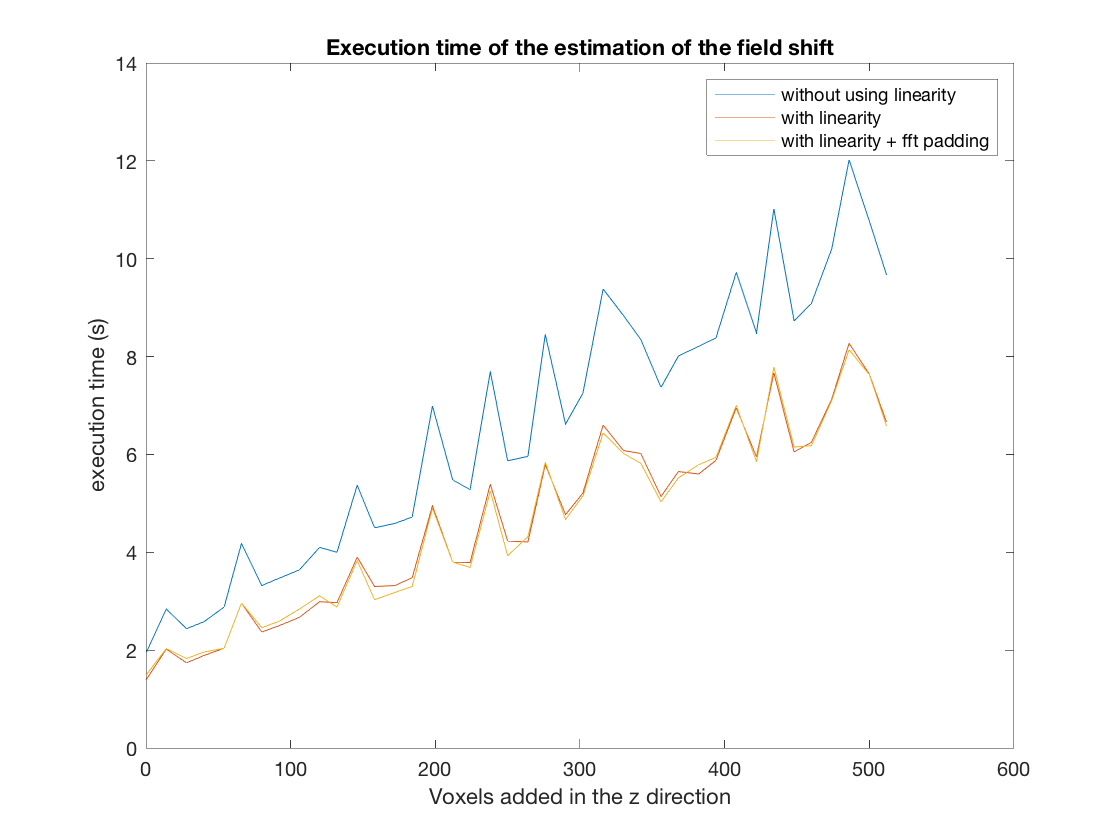 Execution time of the estimation of the field shift
without using linearity
with linearity
with linearity + fft padding
execution time (s)
14
12
10
8
6
4
2
0
0 100 200 300 400 500 600
Voxels added in the z direction